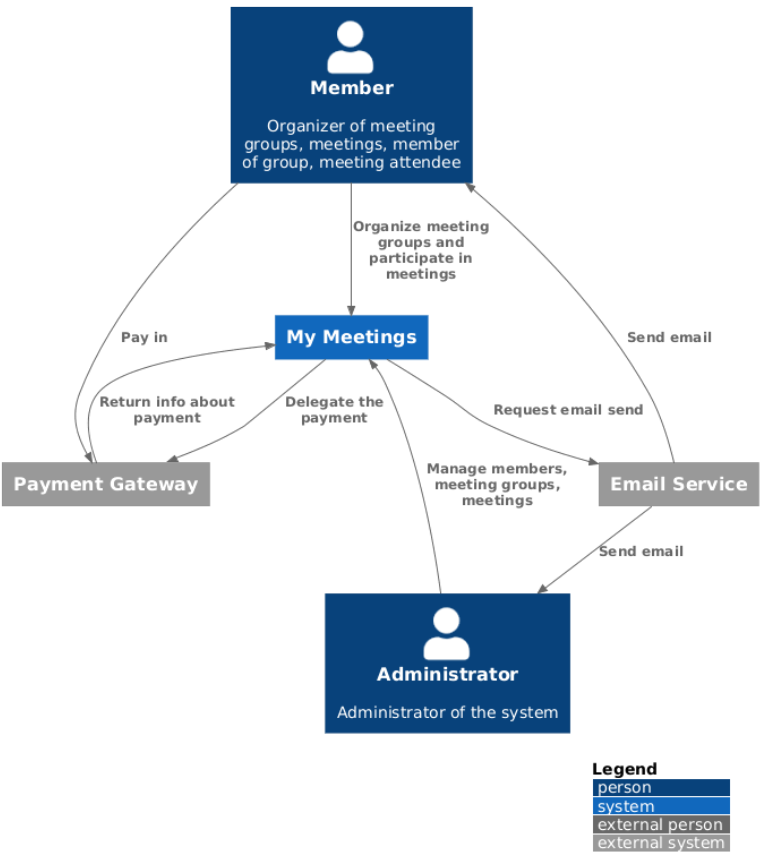 Member
Organizer of meeting
groups, meetings, member
of group, meeting attendee
Organize meeting
groups and
participate in
meetings
Pay in
My Meetings
Send email
Return info about
payment
Delegate the
payment
Request email send
Payment Gateway
Manage members,
meeting groups,
meetings
Email Service
Send email
Administrator
Administrator of the system
Legend
person
system
external person
external system